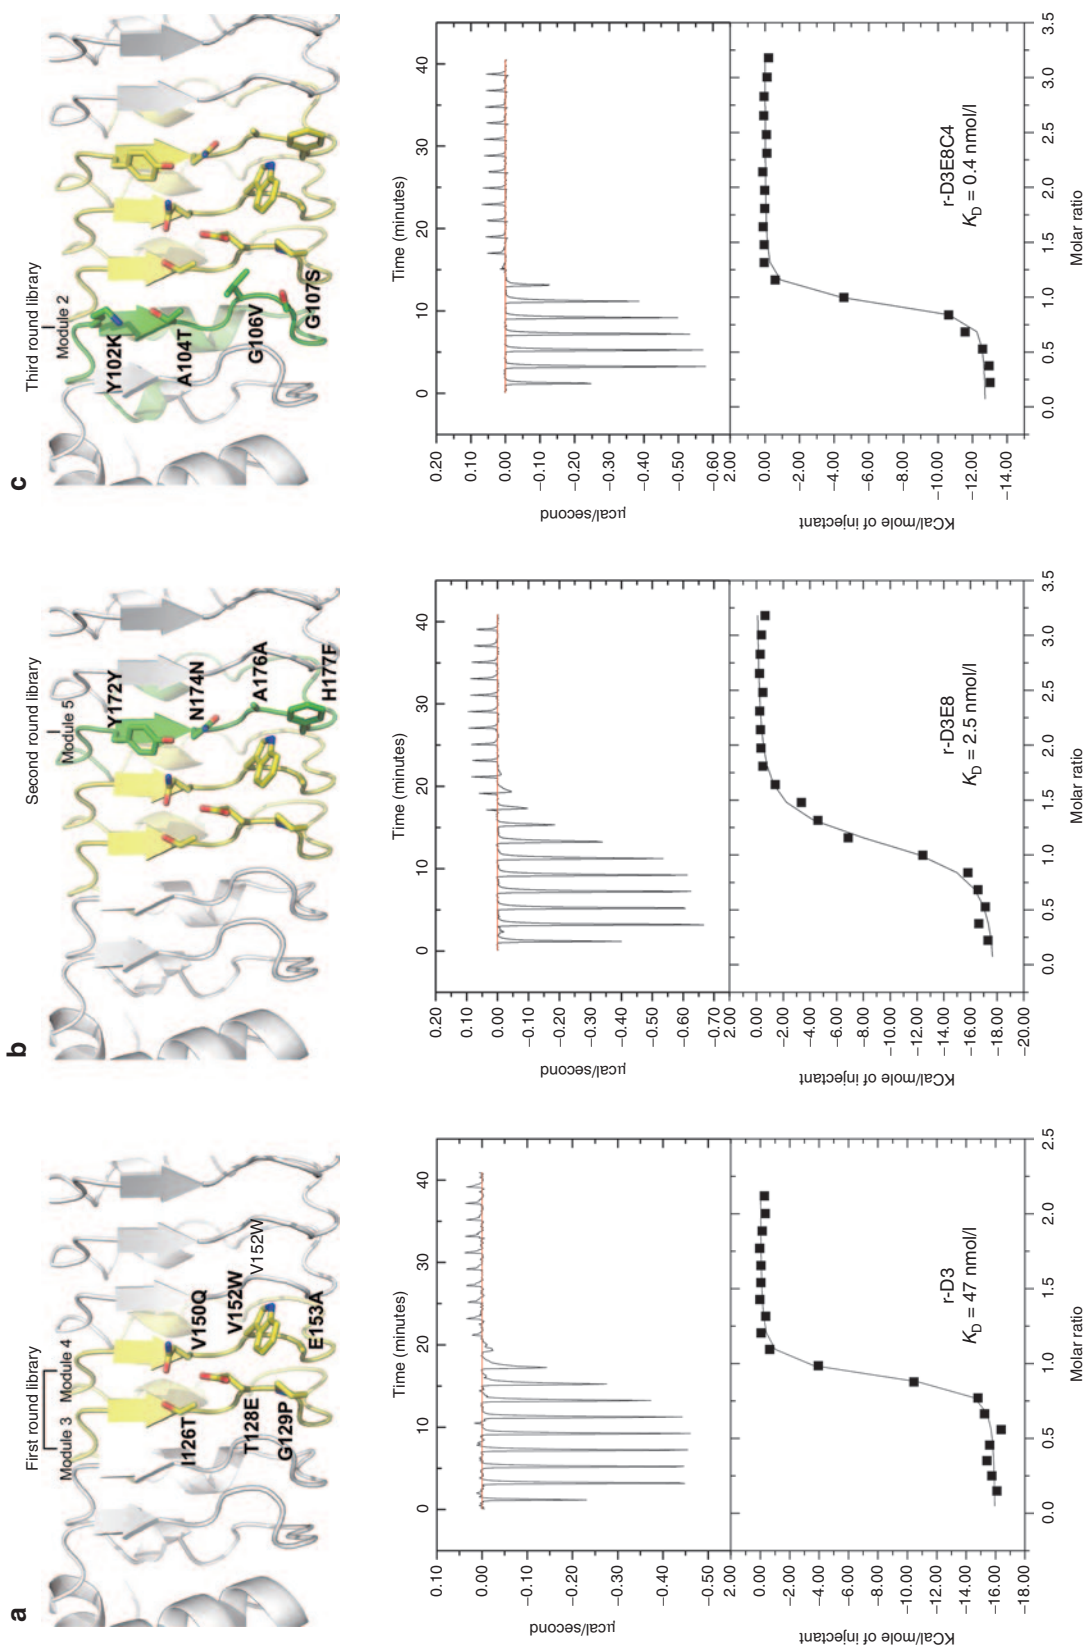 a
First round library
Module 3 Module 4
I126T
T128E
G129P
V150Q
V152W
V152W
E153A
Time (minutes)
0 10 20 30 40
0.10
0.00
−0.10
−0.20
−0.30
−0.40
−0.50
µcal/second
2.00
0.00
−2.00
−4.00
−6.00
−8.00
−10.00
−12.00
−14.00
−16.00
−18.00
KCal/mole of injectant
r-D3
KD = 47 nmol/l
0.0 0.5 1.0 1.5 2.0 2.5
Molar ratio
b
Second round library
Module 5
Y172Y
N174N
A176A
H177F
Time (minutes)
0 10 20 30 40
0.20
0.10
0.00
−0.10
−0.20
−0.30
−0.40
−0.50
−0.60
−0.70
µcal/second
2.00
0.00
−2.00
−4.00
−6.00
−8.00
−10.00
−12.00
−14.00
−16.00
−18.00
−20.00
KCal/mole of injectant
r-D3E8
KD = 2.5 nmol/l
0.0 0.5 1.0 1.5 2.0 2.5 3.0 3.5
Molar ratio
c
Third round library
Module 2
Y102K
A104T
G106V
G107S
Time (minutes)
0 10 20 30 40
0.20
0.10
0.00
−0.10
−0.20
−0.30
−0.40
−0.50
−0.60
µcal/second
2.00
0.00
−2.00
−4.00
−6.00
−8.00
−10.00
−12.00
−14.00
KCal/mole of injectant
r-D3E8C4
KD = 0.4 nmol/l
0.0 0.5 1.0 1.5 2.0 2.5 3.0 3.5
Molar ratio